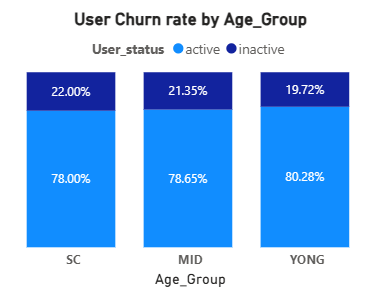 User Churn rate by Age_Group
User_status active inactive
22.00% 21.35% 19.72%
78.00% 78.65% 80.28%
SC MID YONG
Age_Group